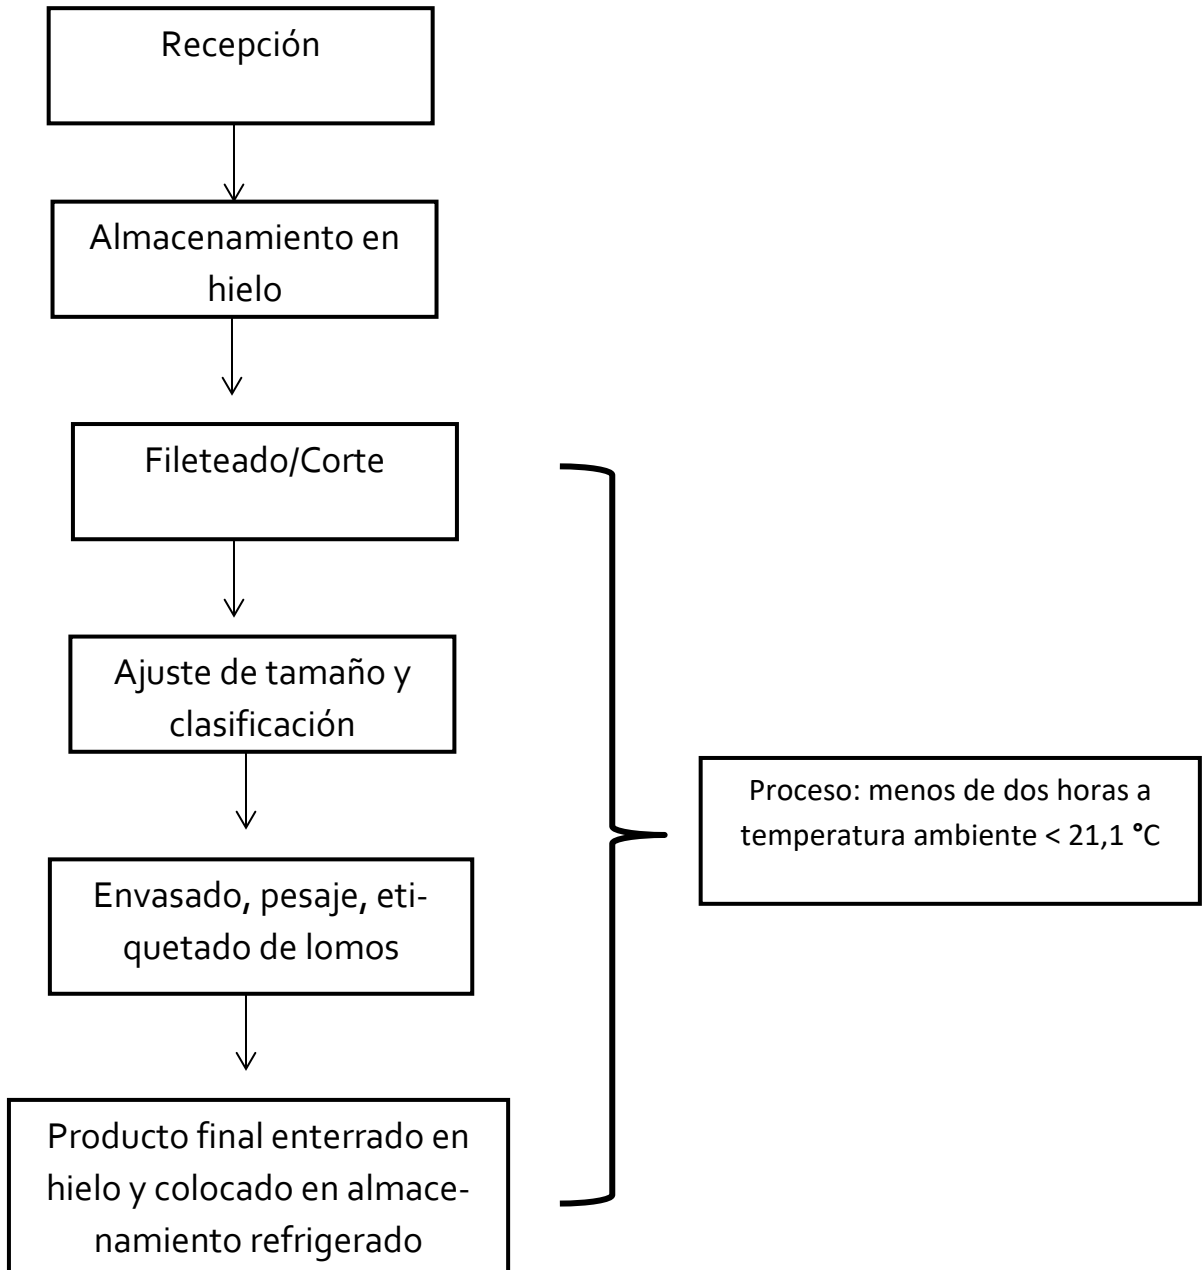 Recepción
Almacenamiento en
hielo
Fileteado/Corte
Ajuste de tamaño y
clasificación
Envasado, pesaje, eti-
quetado de lomos
Producto final enterrado en
hielo y colocado en almace-
namiento refrigerado
Proceso: menos de dos horas a
temperatura ambiente < 21,1 °C